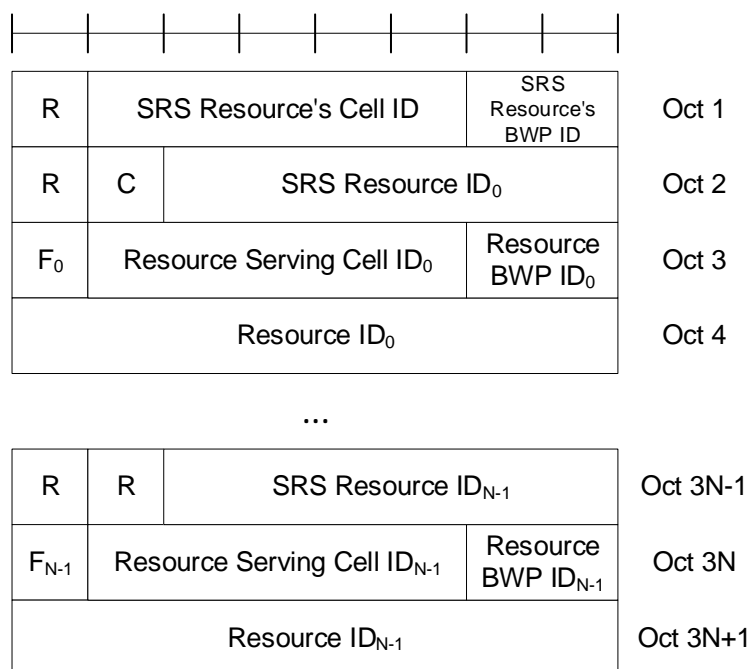 R SRS Resource's Cell ID SRS Resource's BWP ID Oct 1
R C SRS Resource ID₀ Oct 2
F₀ Resource Serving Cell ID₀ Resource BWP ID₀ Oct 3
Resource ID₀ Oct 4
...
R R SRS Resource IDN-1 Oct 3N-1
FN-1 Resource Serving Cell IDN-1 Resource BWP IDN-1 Oct 3N
Resource IDN-1 Oct 3N+1